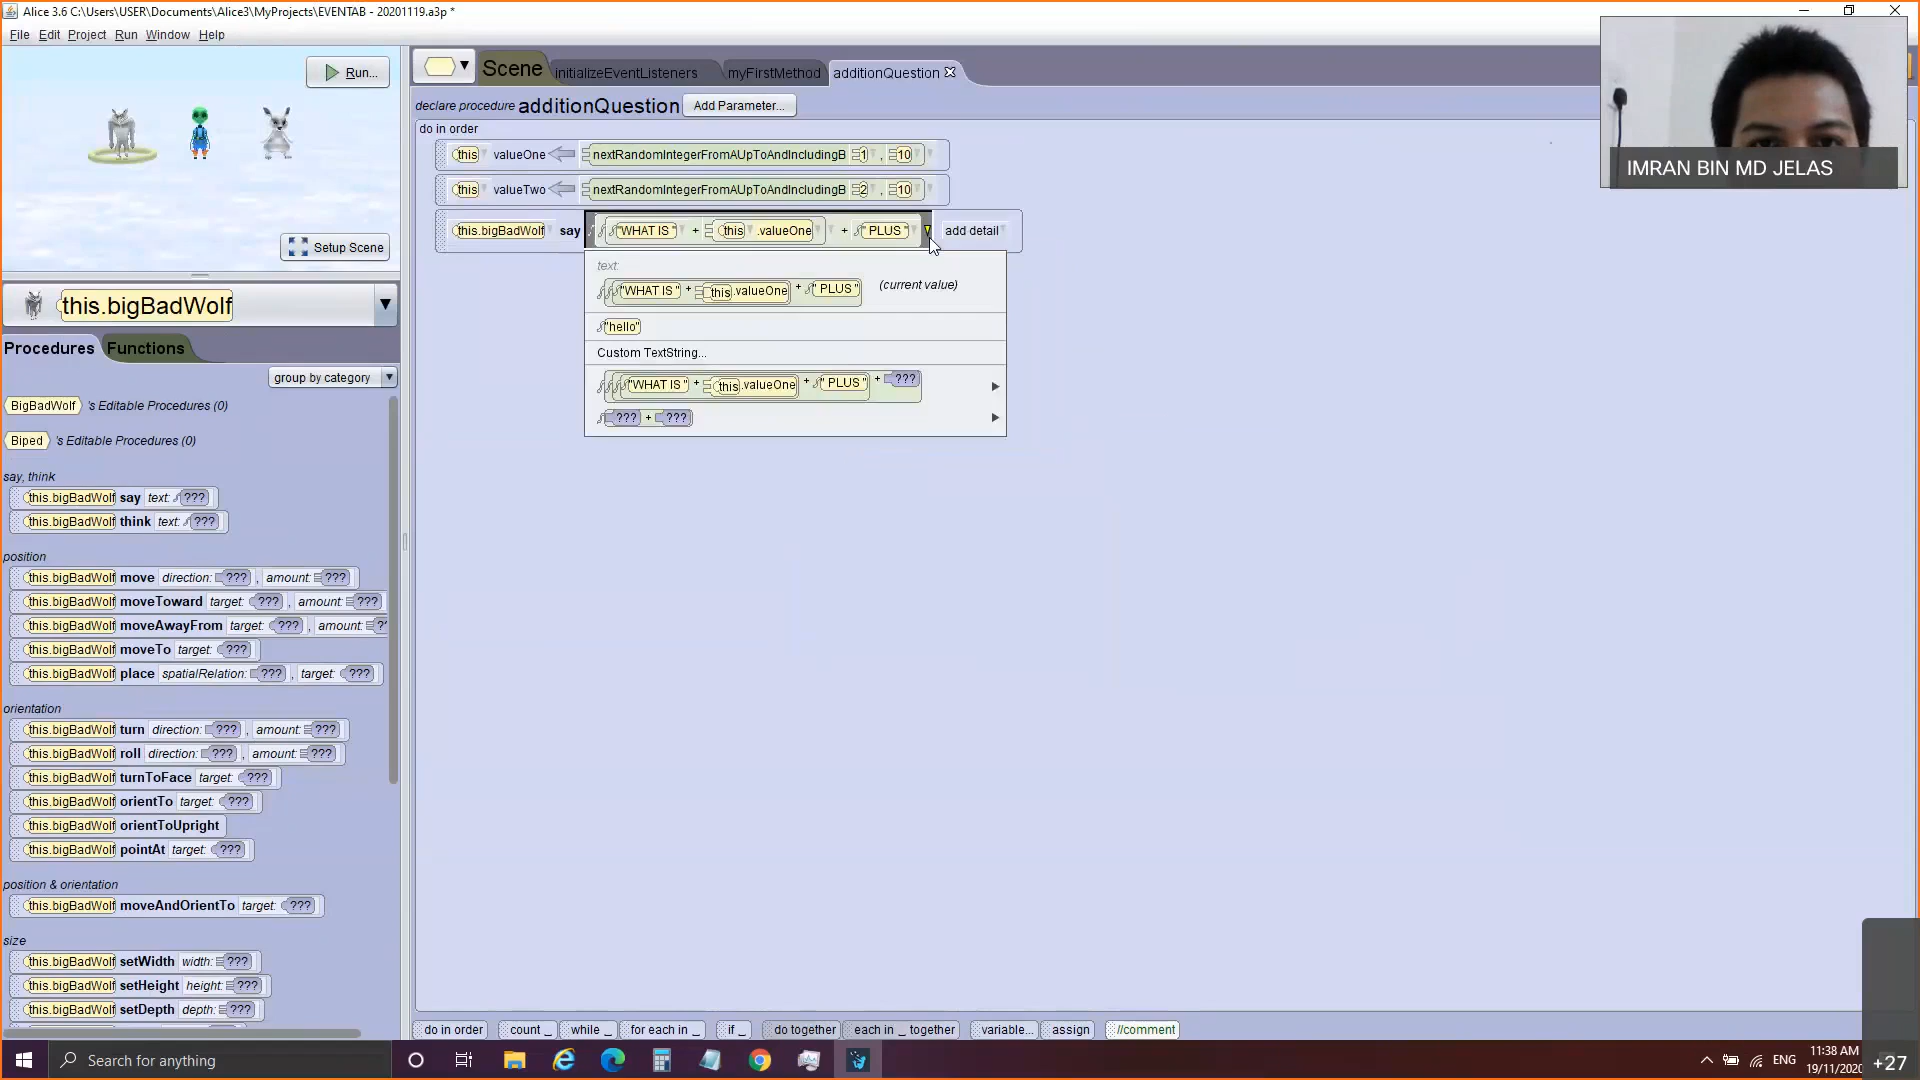 Alice 3.6 C:\Users\USER\Documents\Alice3\MyProjects\EVENTAB - 20201119.a3p *
File Edit Project Run Window Help
Run...
Setup Scene
this.bigBadWolf
Procedures Functions
group by category
BigBadWolf 's Editable Procedures (0)
Biped 's Editable Procedures (0)
say, think
this.bigBadWolf say text: ???
this.bigBadWolf think text: ???
position
this.bigBadWolf move direction: ??? , amount: ???
this.bigBadWolf moveToward target: ??? , amount: ???
this.bigBadWolf moveAwayFrom target: ??? , amount: ?
this.bigBadWolf moveTo target: ???
this.bigBadWolf place spatialRelation: ??? , target: ???
orientation
this.bigBadWolf turn direction: ??? , amount: ???
this.bigBadWolf roll direction: ??? , amount: ???
this.bigBadWolf turnToFace target: ???
this.bigBadWolf orientTo target: ???
this.bigBadWolf orientToUpright
this.bigBadWolf pointAt target: ???
position & orientation
this.bigBadWolf moveAndOrientTo target: ???
size
this.bigBadWolf setWidth width: ???
this.bigBadWolf setHeight height: ???
this.bigBadWolf setDepth depth: ???
Scene initializeEventListeners myFirstMethod additionQuestion
declare procedure additionQuestion Add Parameter...
do in order
this valueOne nextRandomIntegerFromAUpToAndIncludingB 1 , 10
this valueTwo nextRandomIntegerFromAUpToAndIncludingB 2 , 10
this.bigBadWolf say "WHAT IS " + this .valueOne + " PLUS " add detail
text:
"WHAT IS " + this.valueOne + " PLUS " (current value)
"hello"
Custom TextString...
"WHAT IS " + this.valueOne + " PLUS " + ???
??? + ???
IMRAN BIN MD JELAS
do in order count _ while _ for each in _ if _ do together each in _ together variable... assign //comment
Search for anything
ENG
11:38 AM
19/11/2020
+27